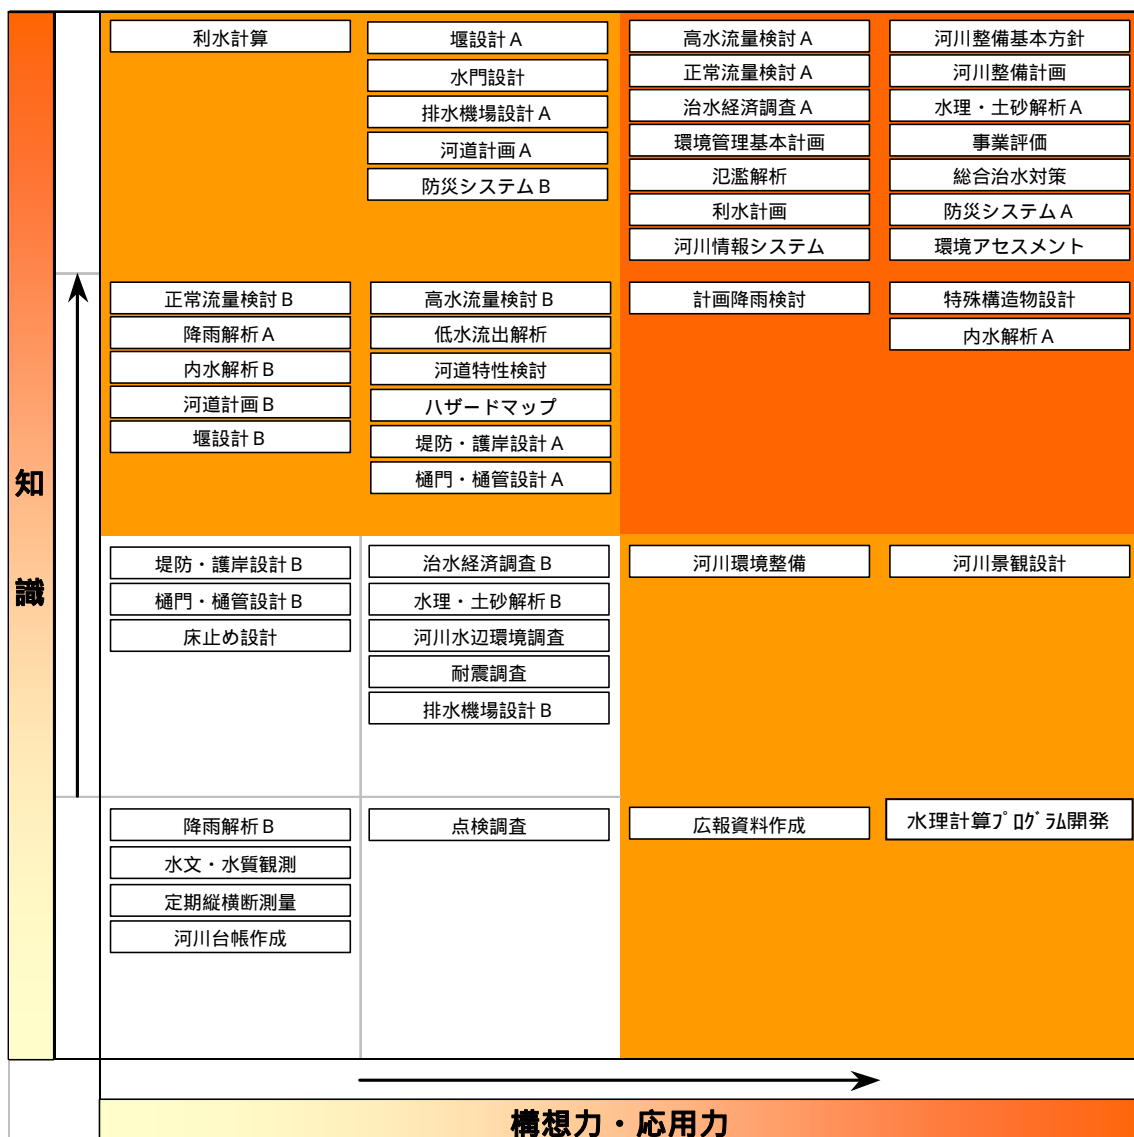 利水計算
堰設計A
水門設計
排水機場設計A
河道計画A
防災システムB
高水流量検討A
正常流量検討A
治水経済調査A
環境管理基本計画
氾濫解析
利水計画
河川情報システム
河川整備基本方針
河川整備計画
水理・土砂解析A
事業評価
総合治水対策
防災システムA
環境アセスメント
正常流量検討B
降雨解析A
内水解析B
河道計画B
堰設計B
高水流量検討B
低水流出解析
河道特性検討
ハザードマップ
堤防・護岸設計A
樋門・樋管設計A
計画降雨検討
特殊構造物設計
内水解析A
知
識
堤防・護岸設計B
樋門・樋管設計B
床止め設計
治水経済調査B
水理・土砂解析B
河川水辺環境調査
耐震調査
排水機場設計B
河川環境整備
河川景観設計
降雨解析B
水文・水質観測
定期縦横断測量
河川台帳作成
点検調査
広報資料作成
水理計算ﾌﾟﾛｸﾞﾗﾑ開発
構想力・応用力